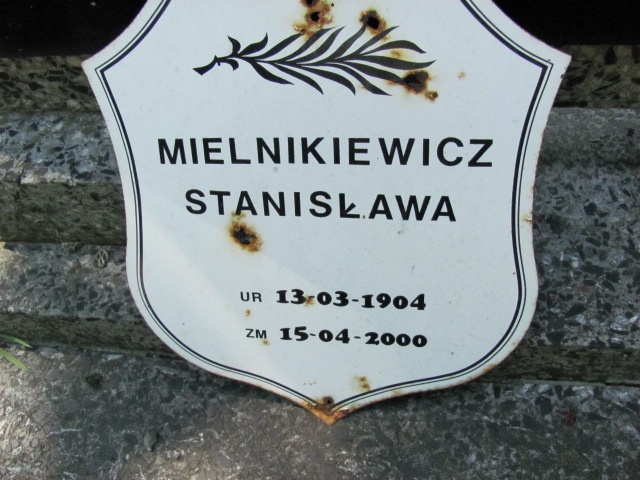 MIELNIKIEWICZ
STANISŁAWA
UR 13-03-1904
ZM 15-04-2000